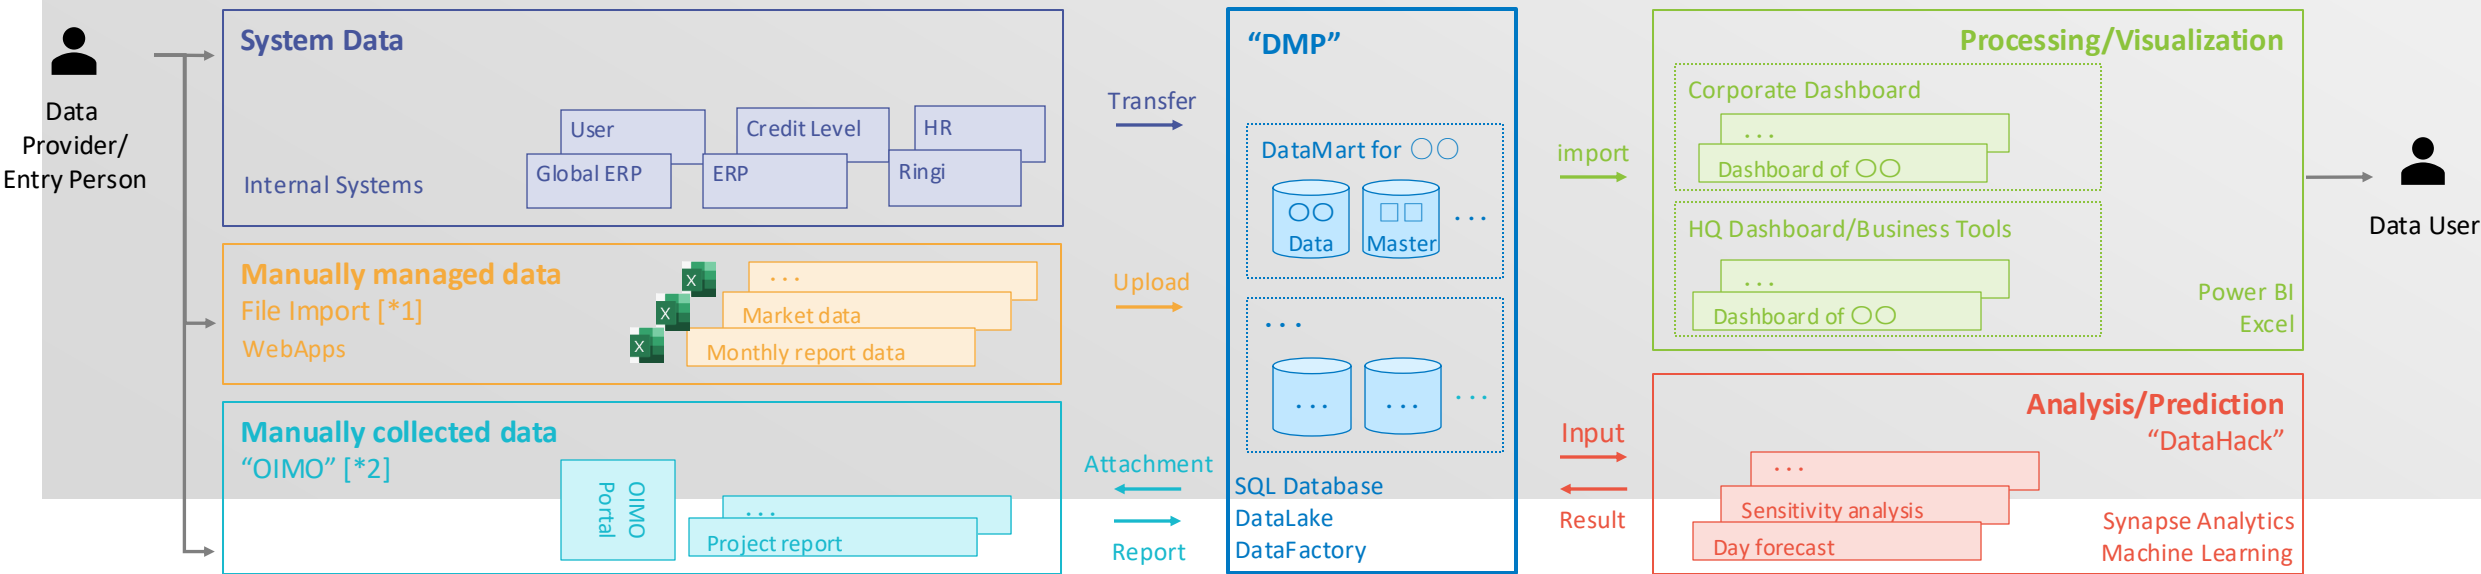 Data
Provider/
Entry Person
System Data
User
Credit Level
HR
Global ERP
ERP
Ringi
Internal Systems
Manually managed data
File Import [*1]
WebApps
X
X
X
...
Market data
Monthly report data
Manually collected data
“OIMO” [*2]
OIMO
Portal
...
Project report
Transfer
Upload
Attachment
Report
“DMP”
DataMart for 〇〇
〇〇
Data
□□
Master
...
...
...
...
...
SQL Database
DataLake
DataFactory
import
Input
Result
Processing/Visualization
Corporate Dashboard
...
Dashboard of 〇〇
HQ Dashboard/Business Tools
...
Dashboard of 〇〇
Power BI
Excel
Analysis/Prediction
“DataHack”
...
Sensitivity analysis
Day forecast
Synapse Analytics
Machine Learning
Data User